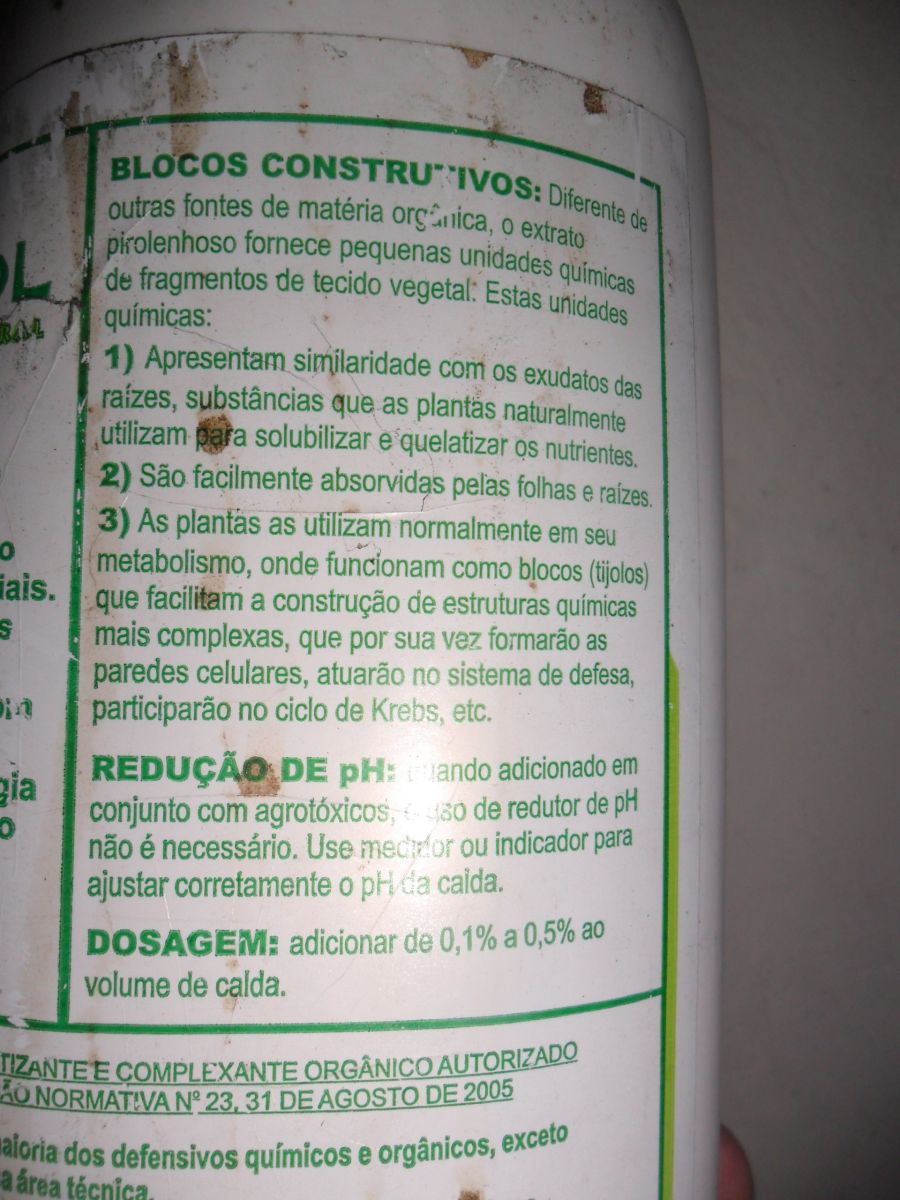 BLOCOS CONSTRUTIVOS: Diferente de
outras fontes de matéria orgânica, o extrato
pirolenhoso fornece pequenas unidades químicas
de fragmentos de tecido vegetal. Estas unidades
químicas:
1) Apresentam similaridade com os exudatos das
raízes, substâncias que as plantas naturalmente
utilizam para solubilizar e quelatizar os nutrientes.
2) São facilmente absorvidas pelas folhas e raízes.
3) As plantas as utilizam normalmente em seu
metabolismo, onde funcionam como blocos (tijolos)
que facilitam a construção de estruturas químicas
mais complexas, que por sua vez formarão as
paredes celulares, atuarão no sistema de defesa,
participarão no ciclo de Krebs, etc.
REDUÇÃO DE pH: Quando adicionado em
conjunto com agrotóxicos, o uso de redutor de pH
não é necessário. Use medidor ou indicador para
ajustar corretamente o pH da calda.
DOSAGEM: adicionar de 0,1% a 0,5% ao
volume de calda.
TIZANTE E COMPLEXANTE ORGÂNICO AUTORIZADO
ÃO NORMATIVA Nº 23, 31 DE AGOSTO DE 2005
aioria dos defensivos químicos e orgânicos, exceto
a área técnica.